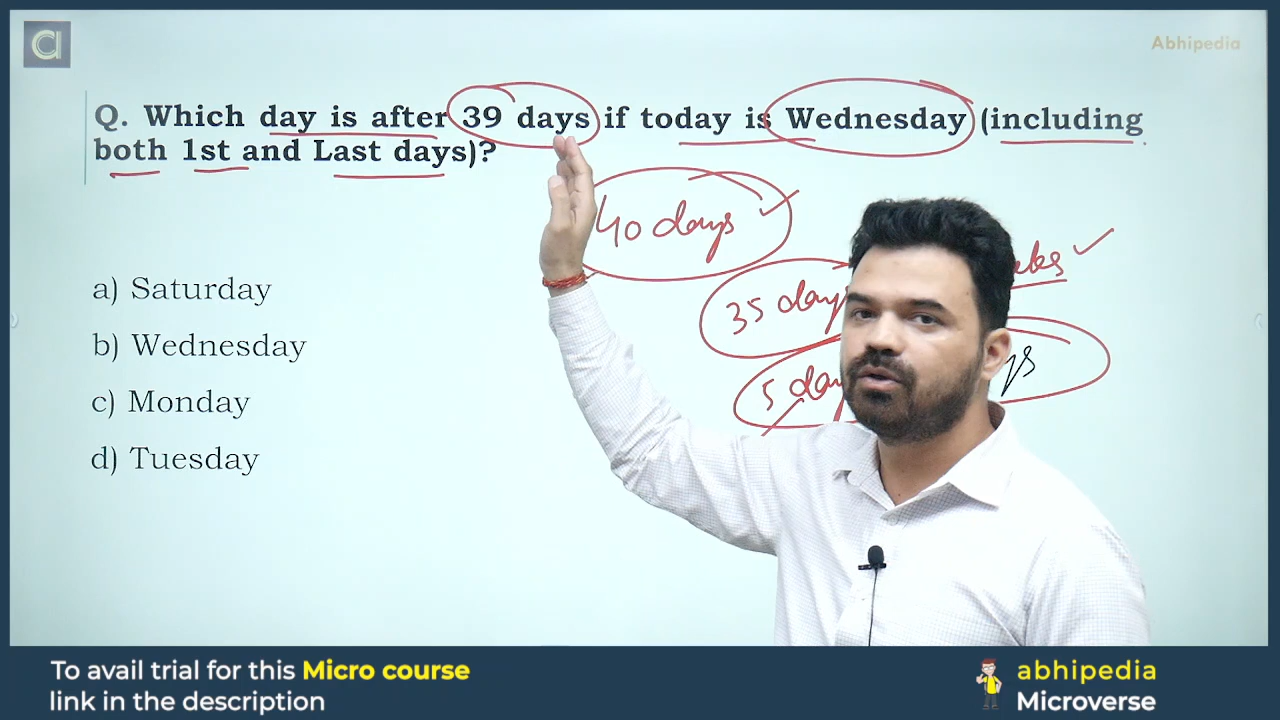 Abhipedia
Q. Which day is after 39 days if today is Wednesday (including
both 1st and Last days)?
40 days
35 days
5 days
a) Saturday
b) Wednesday
c) Monday
d) Tuesday
To avail trial for this Micro course
link in the description
abhipedia
Microverse